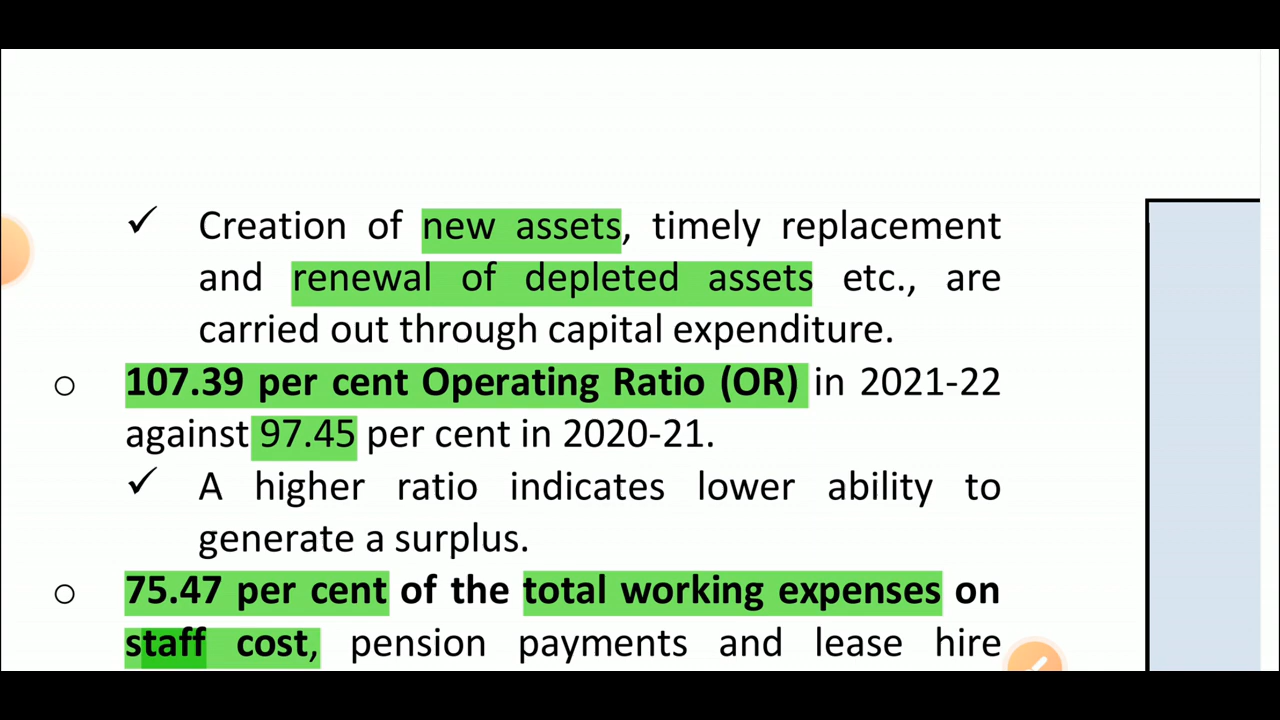 ✓ Creation of new assets, timely replacement
and renewal of depleted assets etc., are
carried out through capital expenditure.
o 107.39 per cent Operating Ratio (OR) in 2021-22
against 97.45 per cent in 2020-21.
✓ A higher ratio indicates lower ability to
generate a surplus.
o 75.47 per cent of the total working expenses on
staff cost, pension payments and lease hire